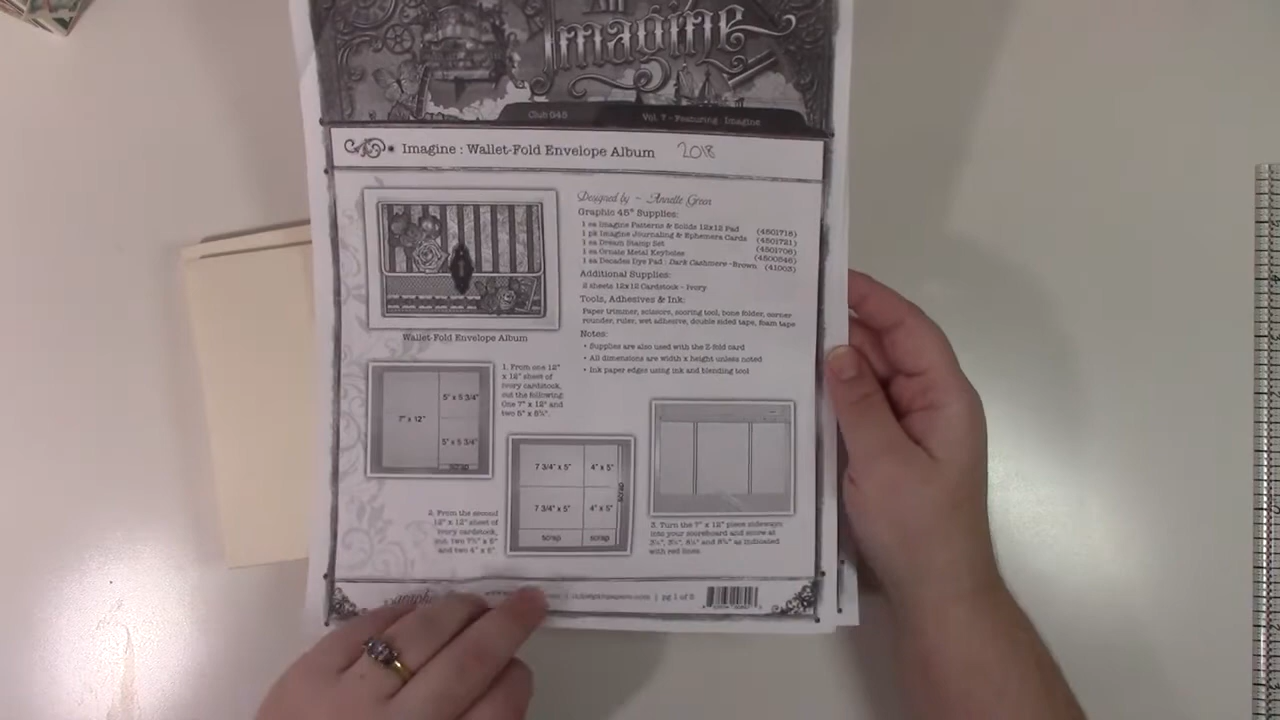 Imagine
Club G45
Vol. 7 - Featuring Imagine
Imagine : Wallet-Fold Envelope Album 2018
Designed by ~ Annette Green
Graphic 45® Supplies:
1 ea Imagine Patterns & Solids 12x12 Pad (4501718)
1 pk Imagine Journaling & Ephemera Cards (4501721)
1 ea Dream Stamp Set (4501706)
1 ea Ornate Metal Keyholes (4500546)
1 ea Decades Dye Pad : Dark Cashmere -Brown (41003)
Additional Supplies:
2 sheets 12x12 Cardstock - Ivory
Tools, Adhesives & Ink:
Paper trimmer, scissors, scoring tool, bone folder, corner
rounder, ruler, wet adhesive, double sided tape, foam tape
Notes:
• Supplies are also used with the Z-fold card
• All dimensions are width x height unless noted
• Ink paper edges using ink and blending tool
Wallet-Fold Envelope Album
1. From one 12"
x 12" sheet of
ivory cardstock,
cut the following:
One 7" x 12" and
two 5" x 5¾".
7" x 12"
5" x 5 3/4"
5" x 5 3/4"
scrap
2. From the second
12" x 12" sheet of
ivory cardstock,
cut two 7¾" x 5"
and two 4" x 5".
7 3/4" x 5"
4" x 5"
7 3/4" x 5"
4" x 5"
scrap
scrap
scrap
3. Turn the 7" x 12" piece sideways
into your scoreboard and score at
as indicated
with red lines.
| pg 1 of 5